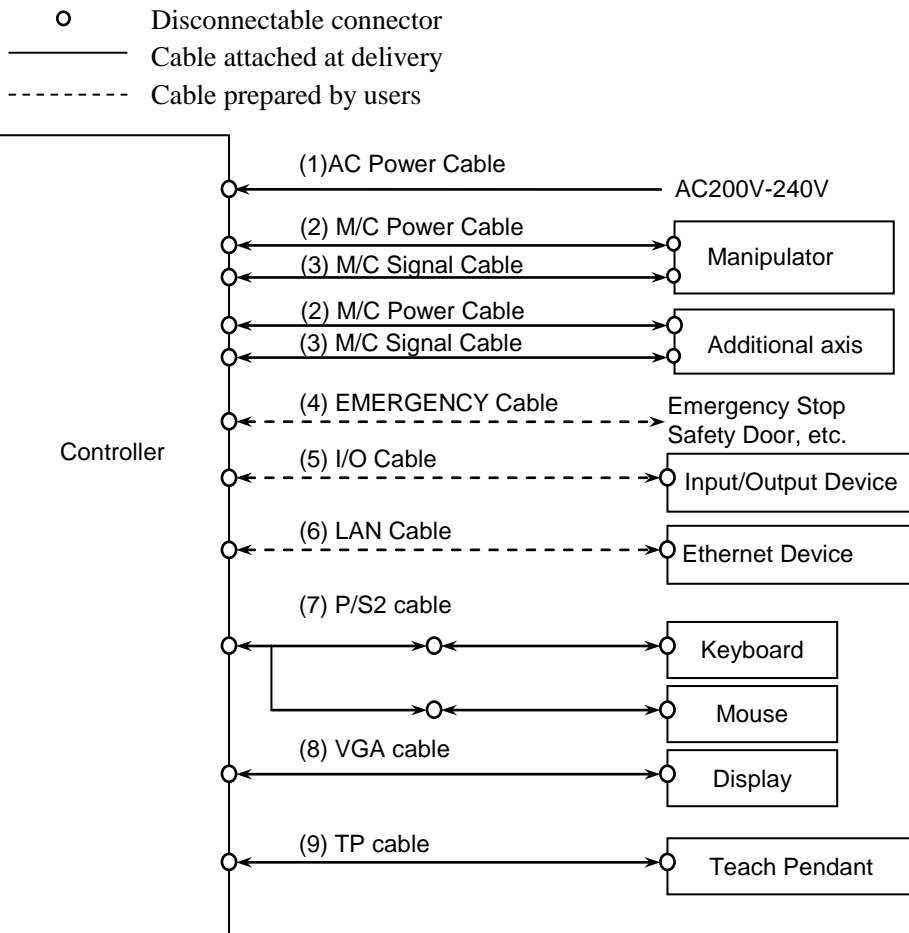 Disconnectable connector
Cable attached at delivery
Cable prepared by users
(1)AC Power Cable
AC200V-240V
(2) M/C Power Cable
Manipulator
(3) M/C Signal Cable
(2) M/C Power Cable
Additional axis
(3) M/C Signal Cable
(4) EMERGENCY Cable
Emergency Stop
Safety Door, etc.
Controller
(5) I/O Cable
Input/Output Device
(6) LAN Cable
Ethernet Device
(7) P/S2 cable
Keyboard
Mouse
(8) VGA cable
Display
(9) TP cable
Teach Pendant